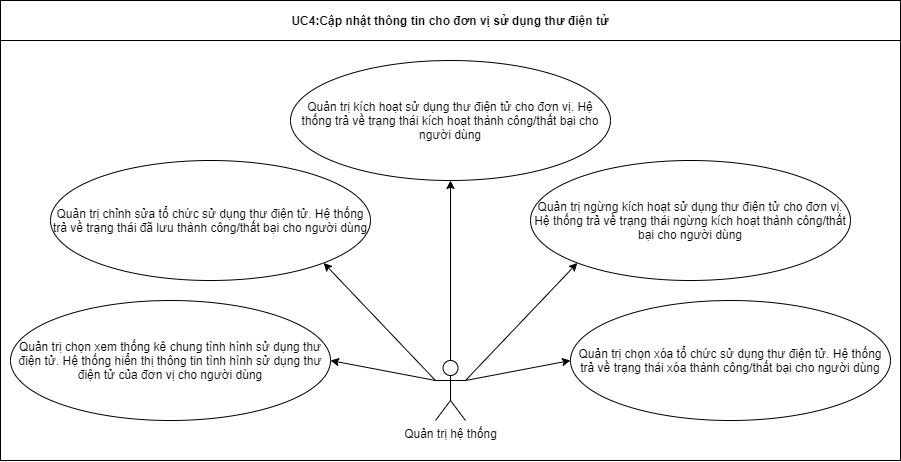 UC4:Cập nhật thông tin cho đơn vị sử dụng thư điện tử
Quản trị kích hoạt sử dụng thư điện tử cho đơn vị. Hệ
thống trả về trạng thái kích hoạt thành công/thất bại cho
người dùng
Quản trị chỉnh sửa tổ chức sử dụng thư điện tử. Hệ thống
trả về trạng thái đã lưu thành công/thất bại cho người dùng
Quản trị ngừng kích hoạt sử dụng thư điện tử cho đơn vị.
Hệ thống trả về trạng thái ngừng kích hoạt thành công/thất
bại cho người dùng
Quản trị chọn xem thống kê chung tình hình sử dụng thư
điện tử. Hệ thống hiển thị thông tin tình hình sử dụng thư
điện tử của đơn vị cho người dùng
Quản trị chọn xóa tổ chức sử dụng thư điện tử. Hệ thống
trả về trạng thái xóa thành công/thất bại cho người dùng
Quản trị hệ thống